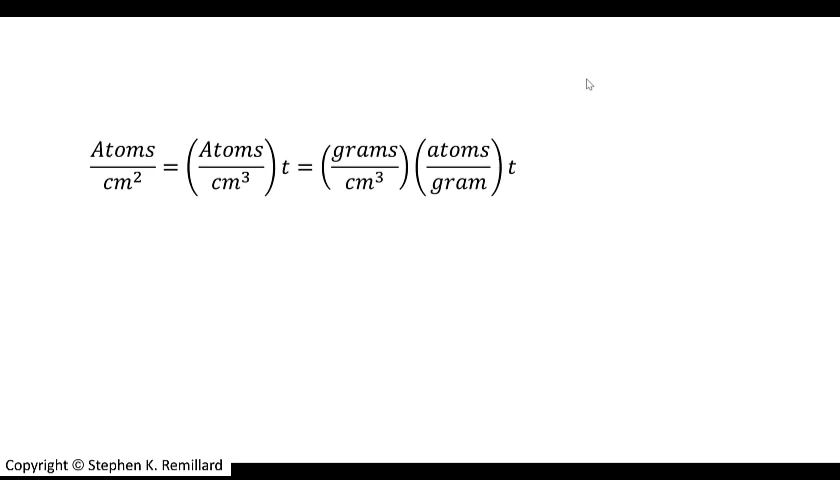 Atoms/cm² = (Atoms/cm³) t = (grams/cm³) (atoms/gram) t
Copyright © Stephen K. Remillard